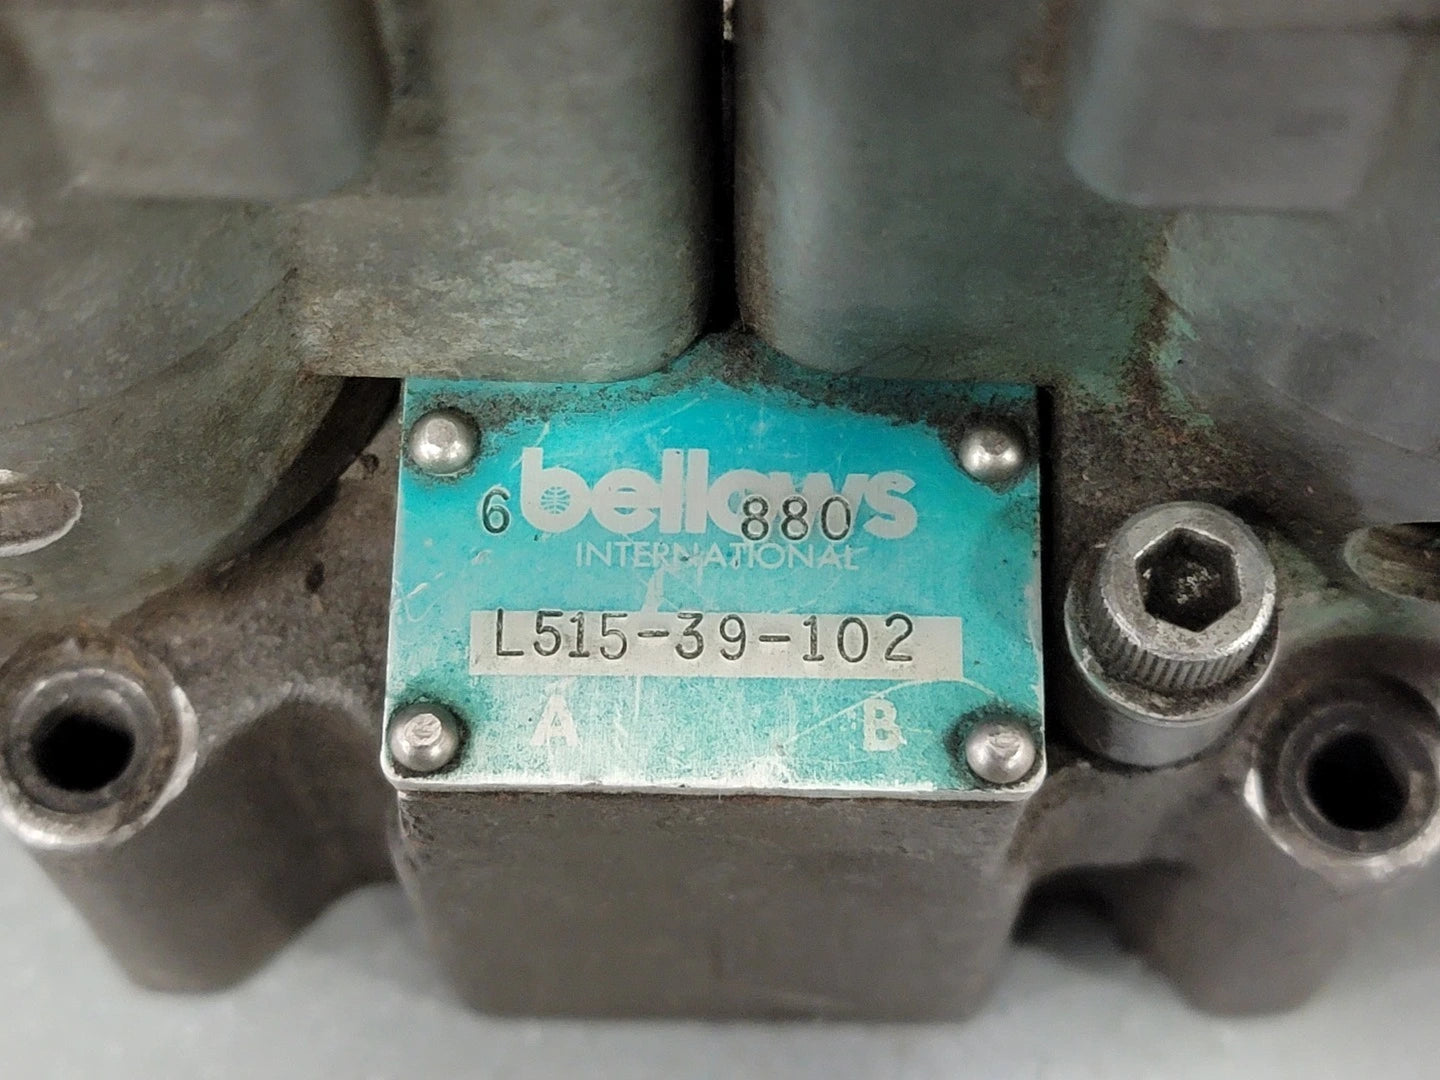 6 bellows 880
INTERNATIONAL
L515-39-102
A B